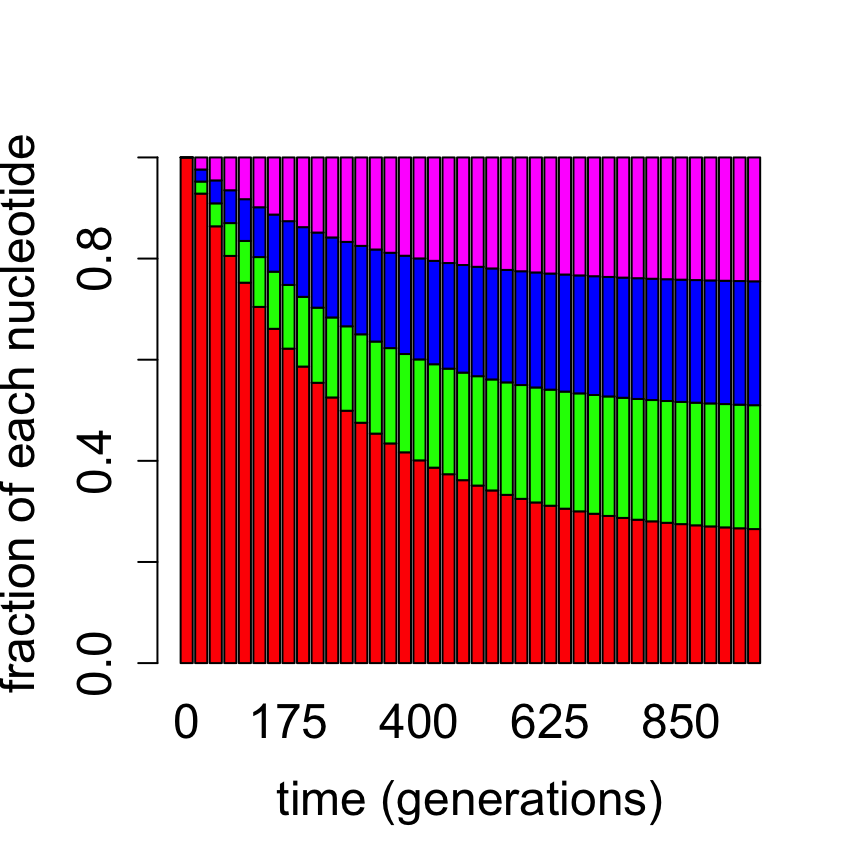 fraction of each nucleotide
0.8
0.4
0.0
0 175 400 625 850
time (generations)